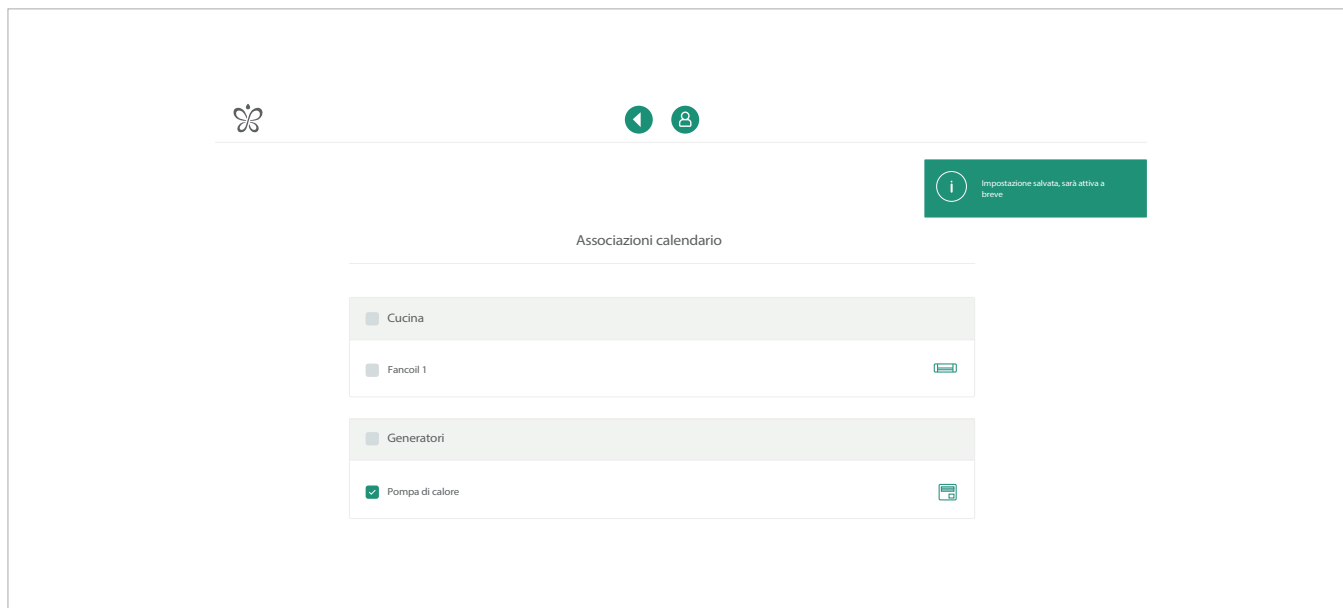 Impostazione salvata, sarà attiva a
breve
Associazioni calendario
Cucina
Fancoil 1
Generatori
Pompa di calore